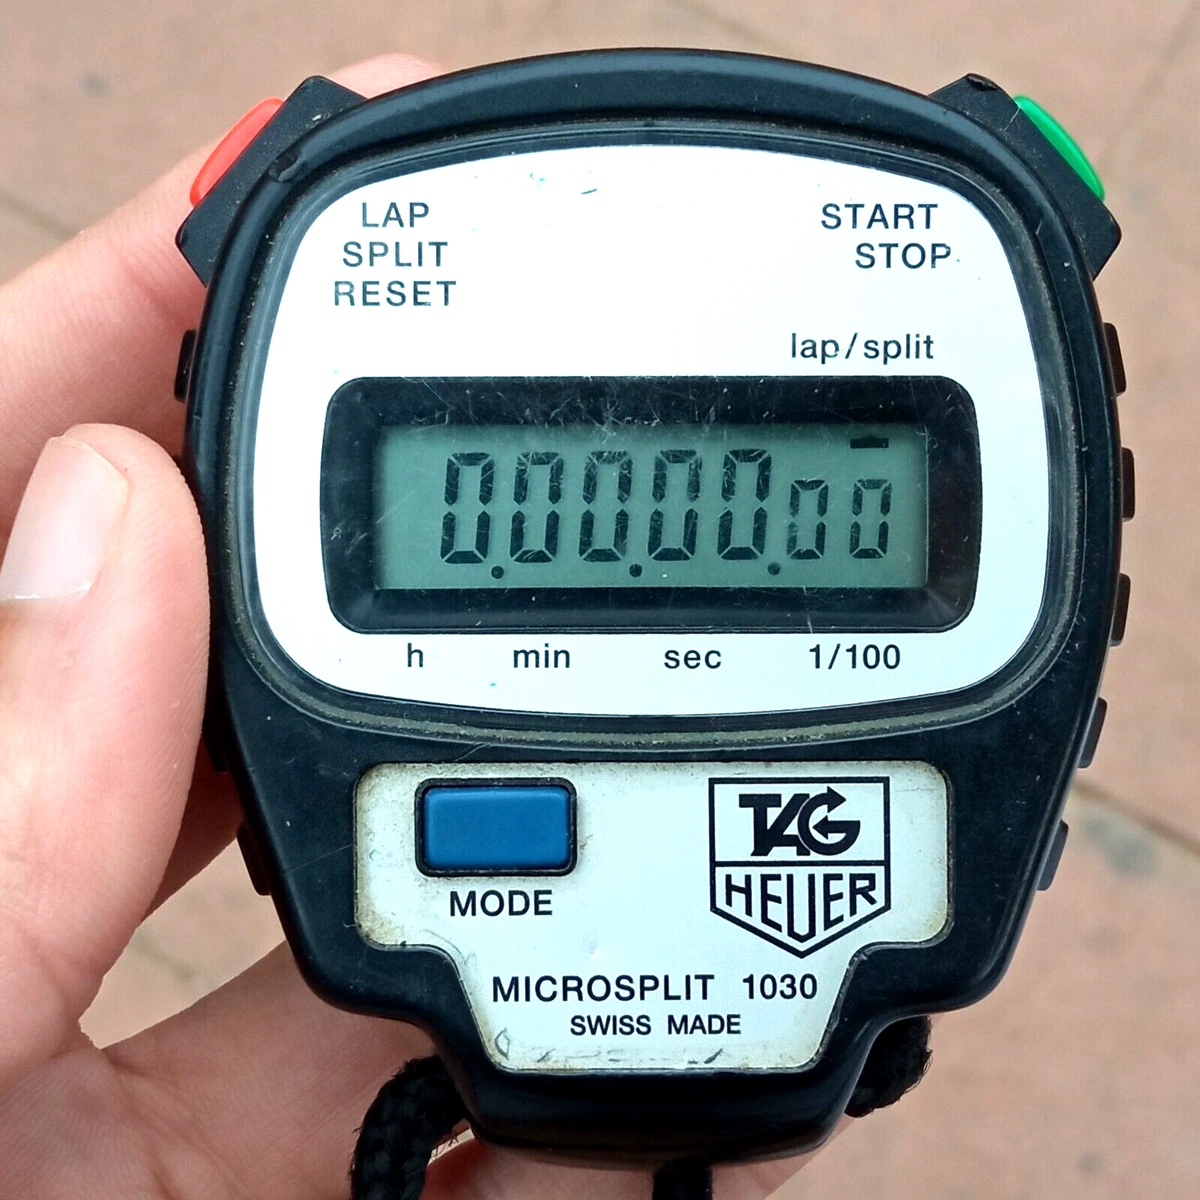 LAP
SPLIT
RESET
START
STOP
lap/split
0.00.00.00
h min sec 1/100
MODE
TAG
HEUER
MICROSPLIT 1030
SWISS MADE